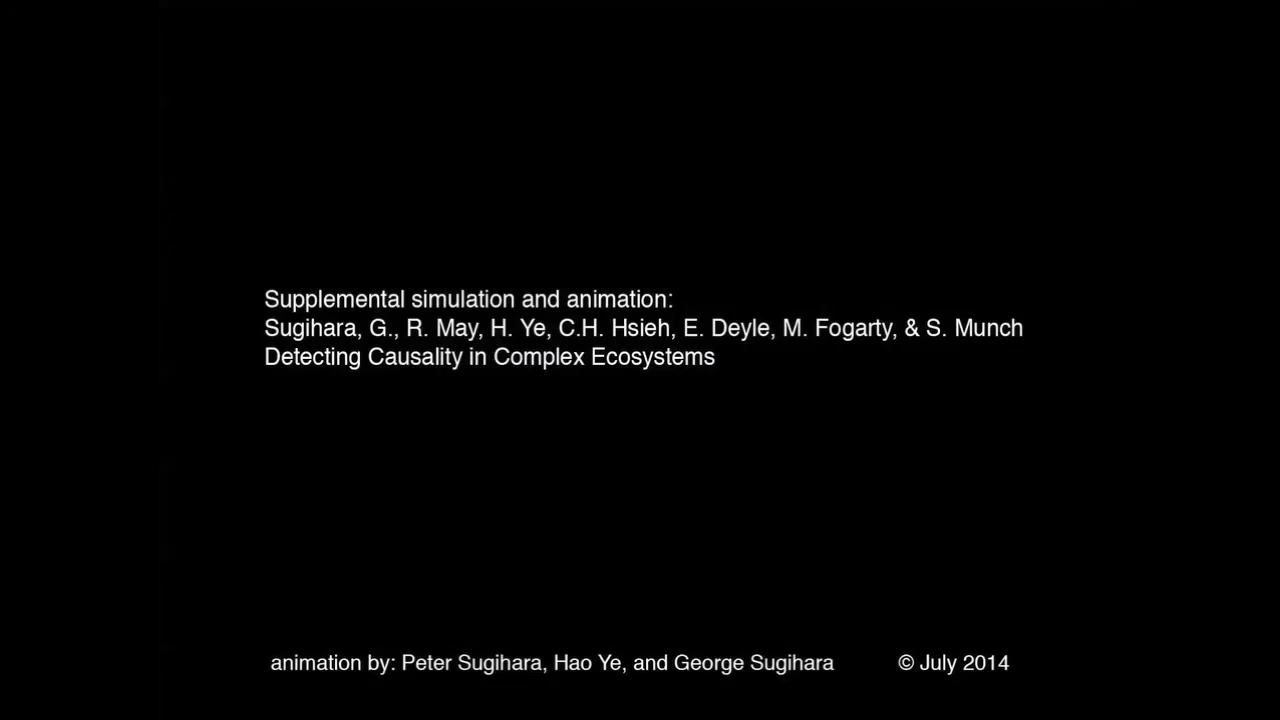 Supplemental simulation and animation:
Sugihara, G., R. May, H. Ye, C.H. Hsieh, E. Deyle, M. Fogarty, & S. Munch
Detecting Causality in Complex Ecosystems
animation by: Peter Sugihara, Hao Ye, and George Sugihara © July 2014